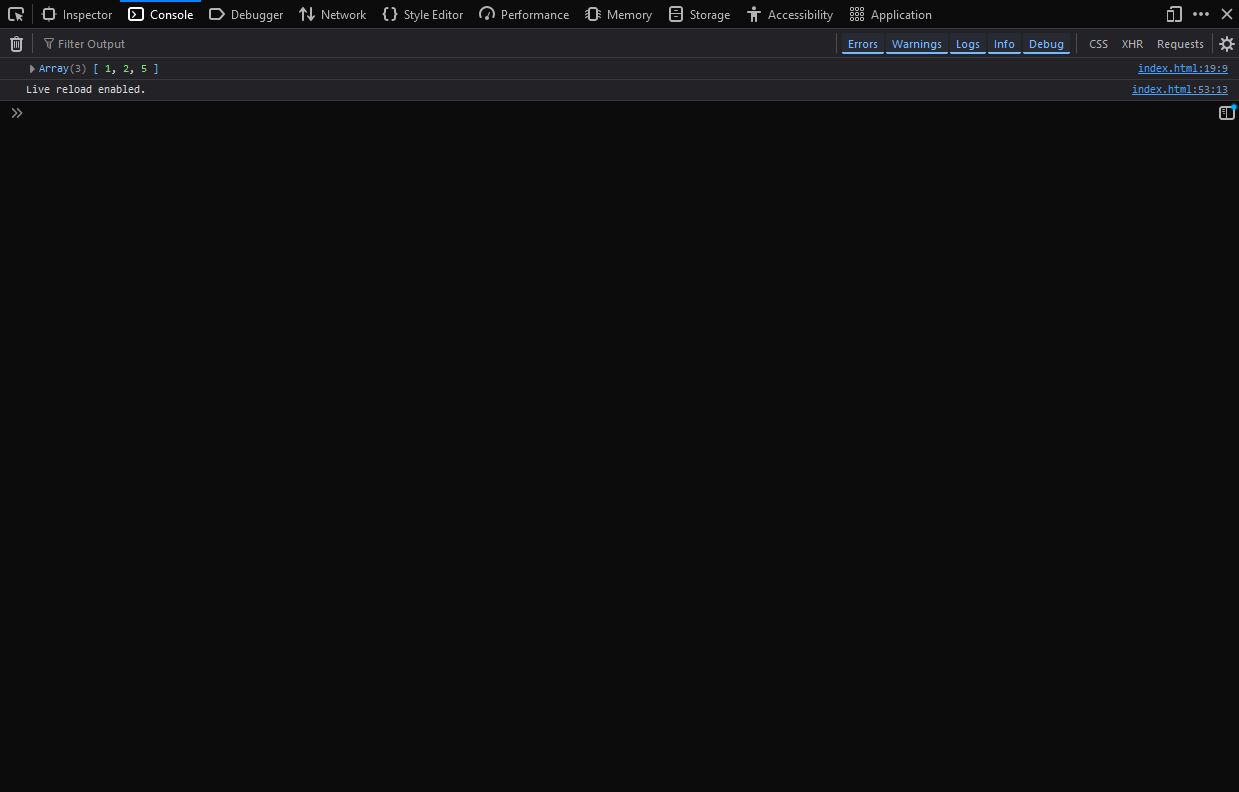 Inspector Console Debugger Network Style Editor Performance Memory Storage Accessibility Application
Filter Output Errors Warnings Logs Info Debug CSS XHR Requests
Array(3) [ 1, 2, 5 ] index.html:19:9
Live reload enabled. index.html:53:13